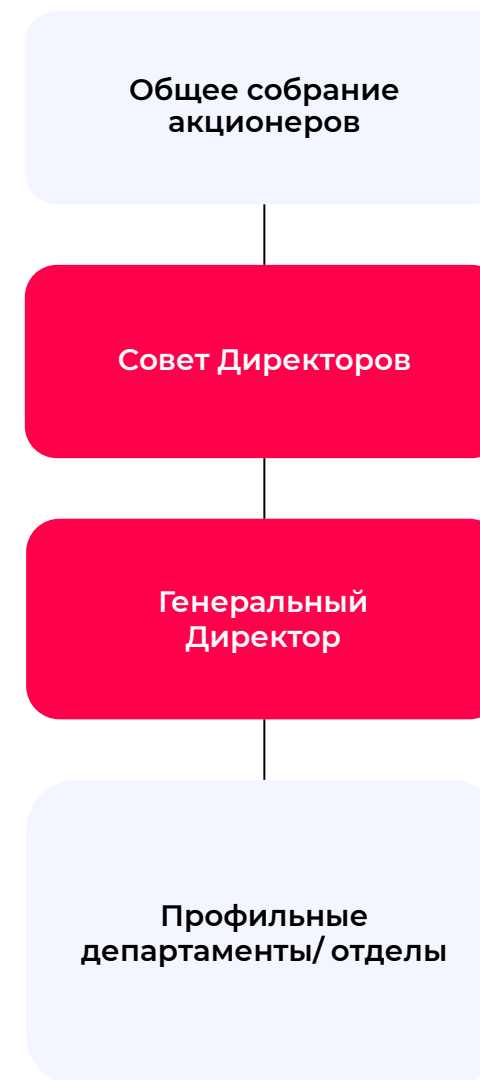 Общее собрание
акционеров
Совет Директоров
Генеральный
Директор
Профильные
департаменты/ отделы